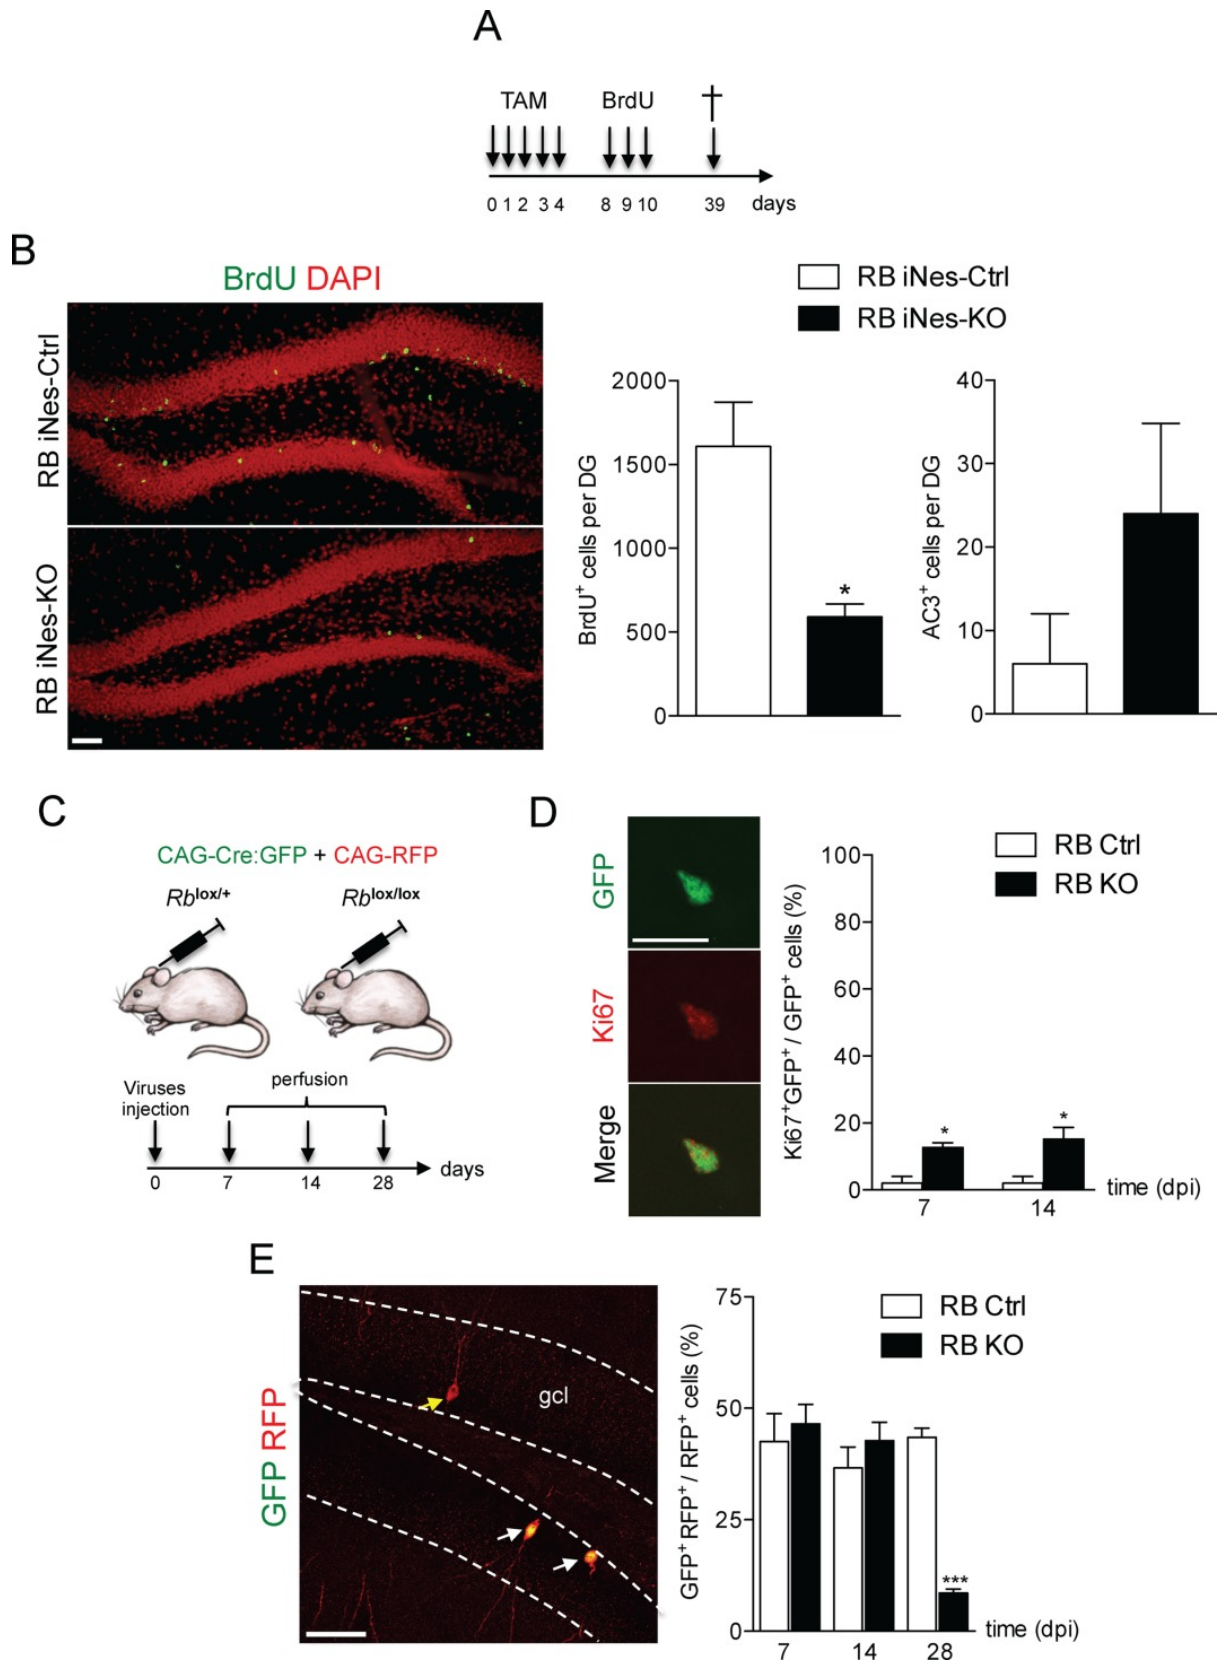 A
TAM BrdU †
0 1 2 3 4 8 9 10 39 days
B
BrdU DAPI
RB iNes-Ctrl
RB iNes-KO
RB iNes-Ctrl
RB iNes-KO
BrdU⁺ cells per DG
2000
1500
1000
500
0
*
AC3⁺ cells per DG
40
30
20
10
0
C
CAG-Cre:GFP + CAG-RFP
Rb^lox/+ Rb^lox/lox
Viruses
injection
perfusion
0 7 14 28 days
D
GFP
Ki67
Merge
RB Ctrl
RB KO
Ki67⁺GFP⁺ / GFP⁺ cells (%)
100
80
60
40
20
0
* *
7 14 time (dpi)
E
GFP RFP
gcl
RB Ctrl
RB KO
GFP⁺RFP⁺ / RFP⁺ cells (%)
75
50
25
0
***
7 14 28 time (dpi)